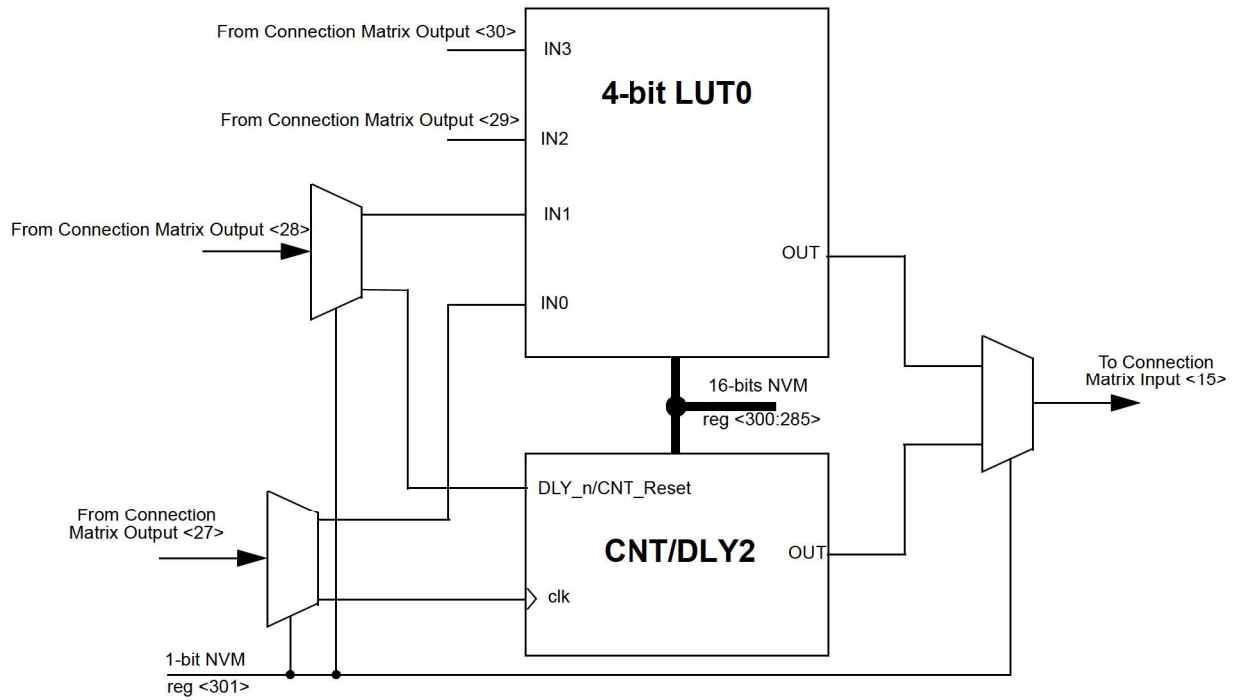 From Connection Matrix Output <30>
IN3
4-bit LUT0
From Connection Matrix Output <29>
IN2
From Connection Matrix Output <28>
IN1
OUT
IN0
16-bits NVM
reg <300:285>
To Connection
Matrix Input <15>
DLY_n/CNT_Reset
From Connection
Matrix Output <27>
CNT/DLY2
OUT
clk
1-bit NVM
reg <301>